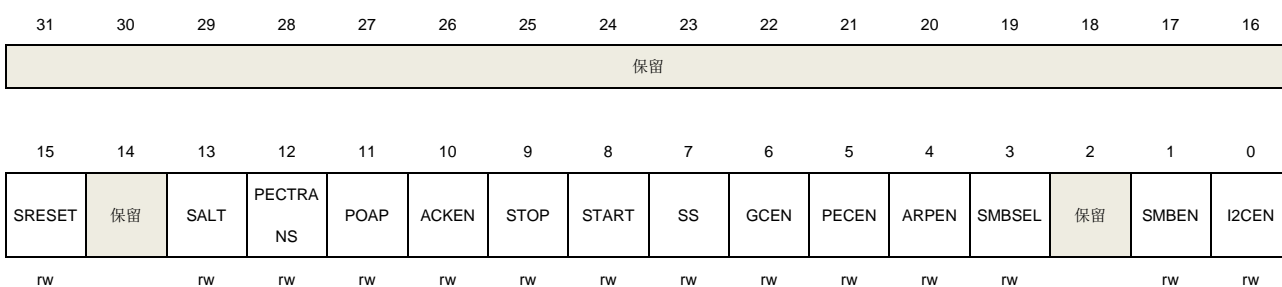 31 30 29 28 27 26 25 24 23 22 21 20 19 18 17 16
保留
15 14 13 12 11 10 9 8 7 6 5 4 3 2 1 0
SRESET 保留 SALT PECTRA NS POAP ACKEN STOP START SS GCEN PECEN ARPEN SMBSEL 保留 SMBEN I2CEN
rw rw rw rw rw rw rw rw rw rw rw rw rw rw